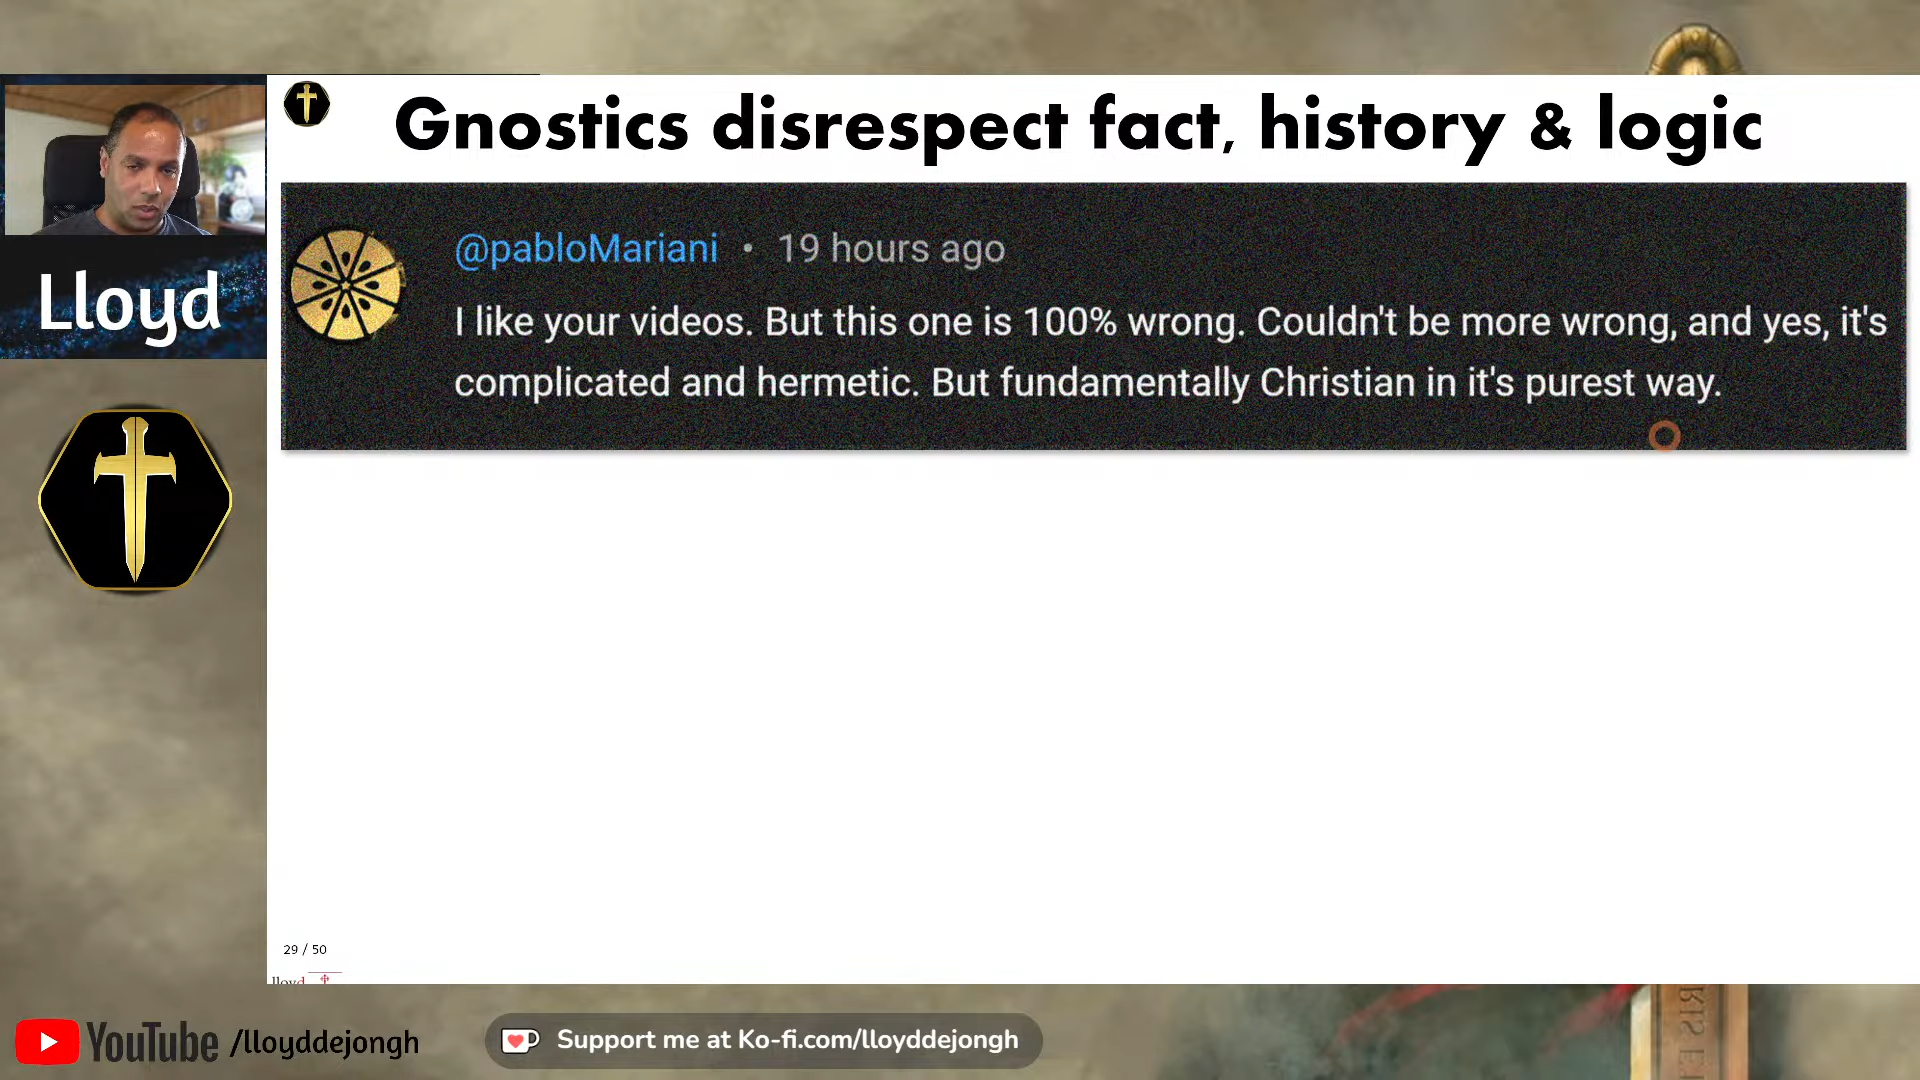 Gnostics disrespect fact, history & logic
@pabloMariani • 19 hours ago
I like your videos. But this one is 100% wrong. Couldn't be more wrong, and yes, it's
complicated and hermetic. But fundamentally Christian in it's purest way.
Lloyd
29 / 50
lloyd
YouTube /lloyddejongh
Support me at Ko-fi.com/lloyddejongh